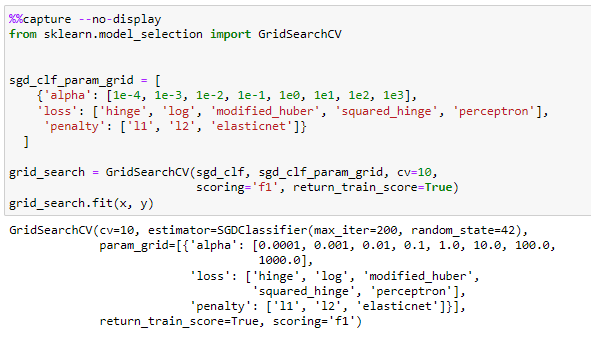 %%capture --no-display
from sklearn.model_selection import GridSearchCV
sgd_clf_param_grid = [
{'alpha': [1e-4, 1e-3, 1e-2, 1e-1, 1e0, 1e1, 1e2, 1e3],
'loss': ['hinge', 'log', 'modified_huber', 'squared_hinge', 'perceptron'],
'penalty': ['l1', 'l2', 'elasticnet']}
]
grid_search = GridSearchCV(sgd_clf, sgd_clf_param_grid, cv=10,
scoring='f1', return_train_score=True)
grid_search.fit(x, y)
GridSearchCV(cv=10, estimator=SGDClassifier(max_iter=200, random_state=42),
param_grid=[{'alpha': [0.0001, 0.001, 0.01, 0.1, 1.0, 10.0, 100.0,
1000.0],
'loss': ['hinge', 'log', 'modified_huber',
'squared_hinge', 'perceptron'],
'penalty': ['l1', 'l2', 'elasticnet']}],
return_train_score=True, scoring='f1')